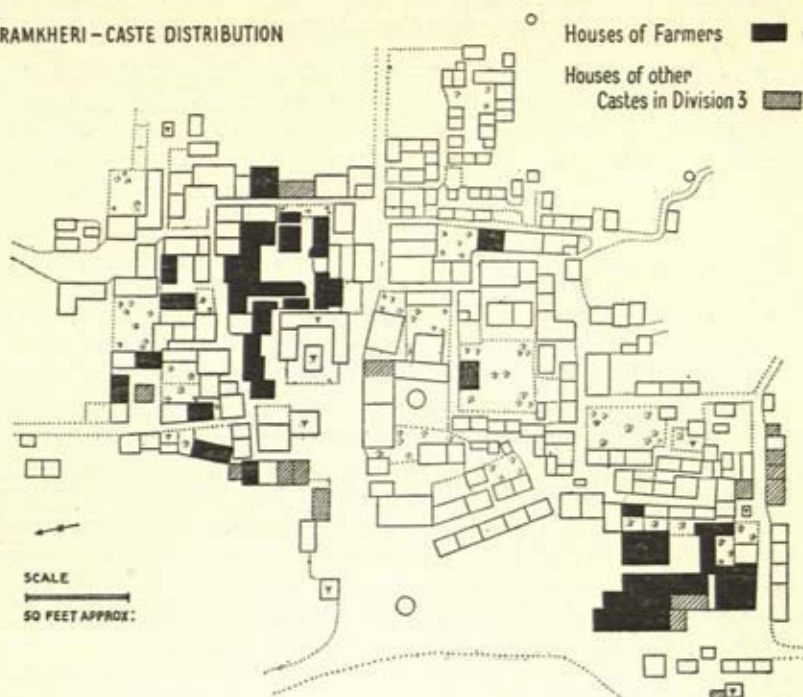 RAMKHERI – CASTE DISTRIBUTION
Houses of Farmers
Houses of other
Castes in Division 3
SCALE
50 FEET APPROX: